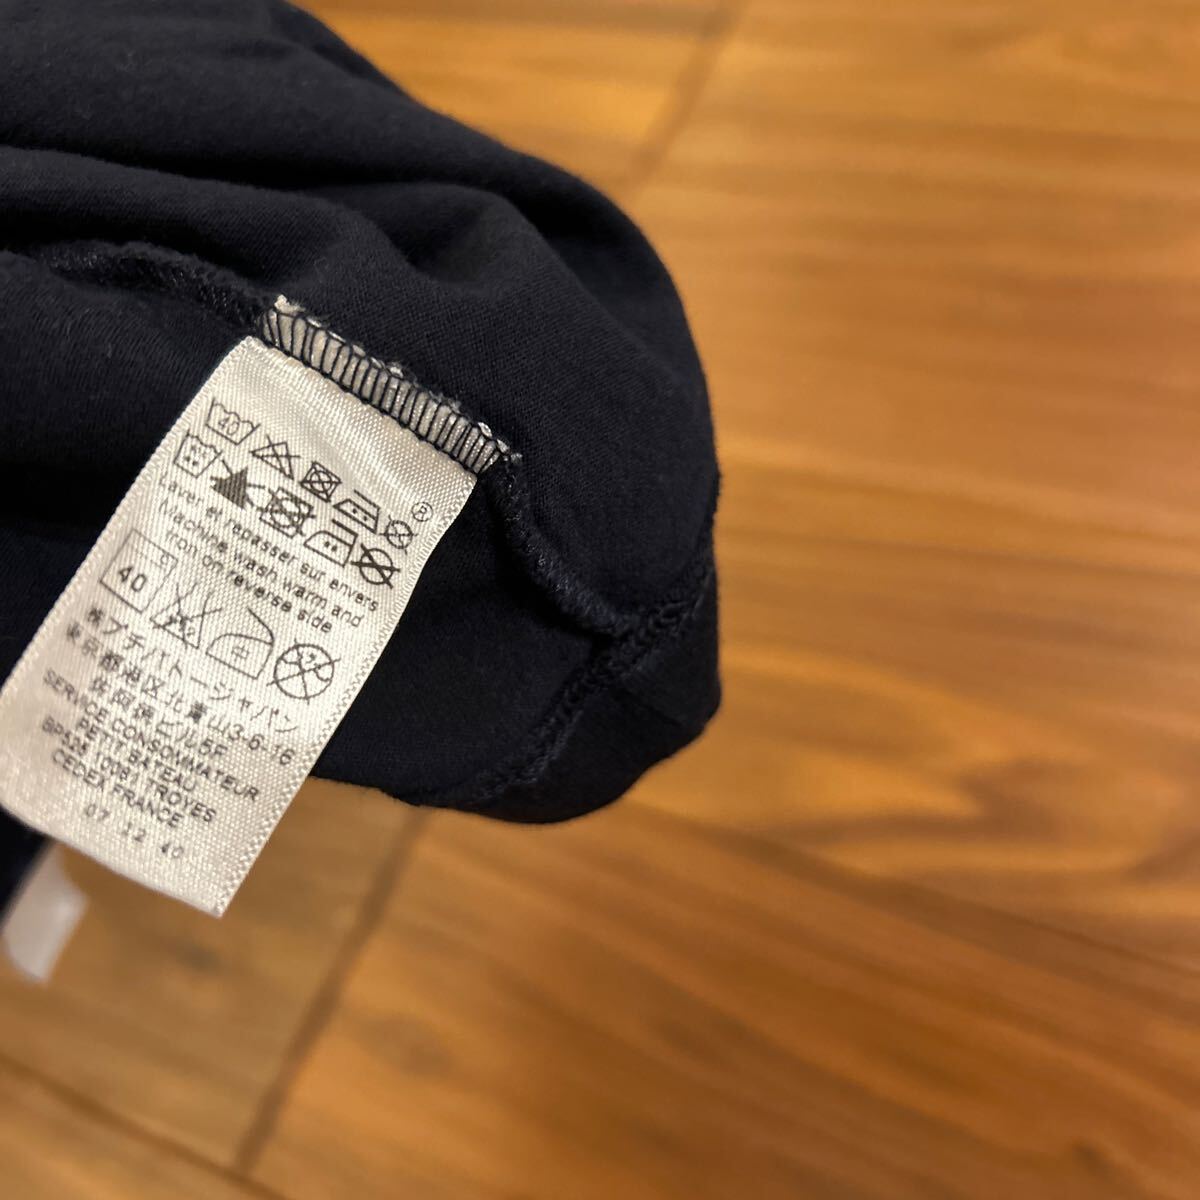 40
®
Laver et repasser sur envers
Machine wash warm and
iron on reverse side
40
㈱プチバトージャパン
東京都港区北青山3-6-16
SERVICE CONSOMMATEUR
PETIT BATEAU
BP525 10081 TROYES
CEDEX FRANCE
07 12 40